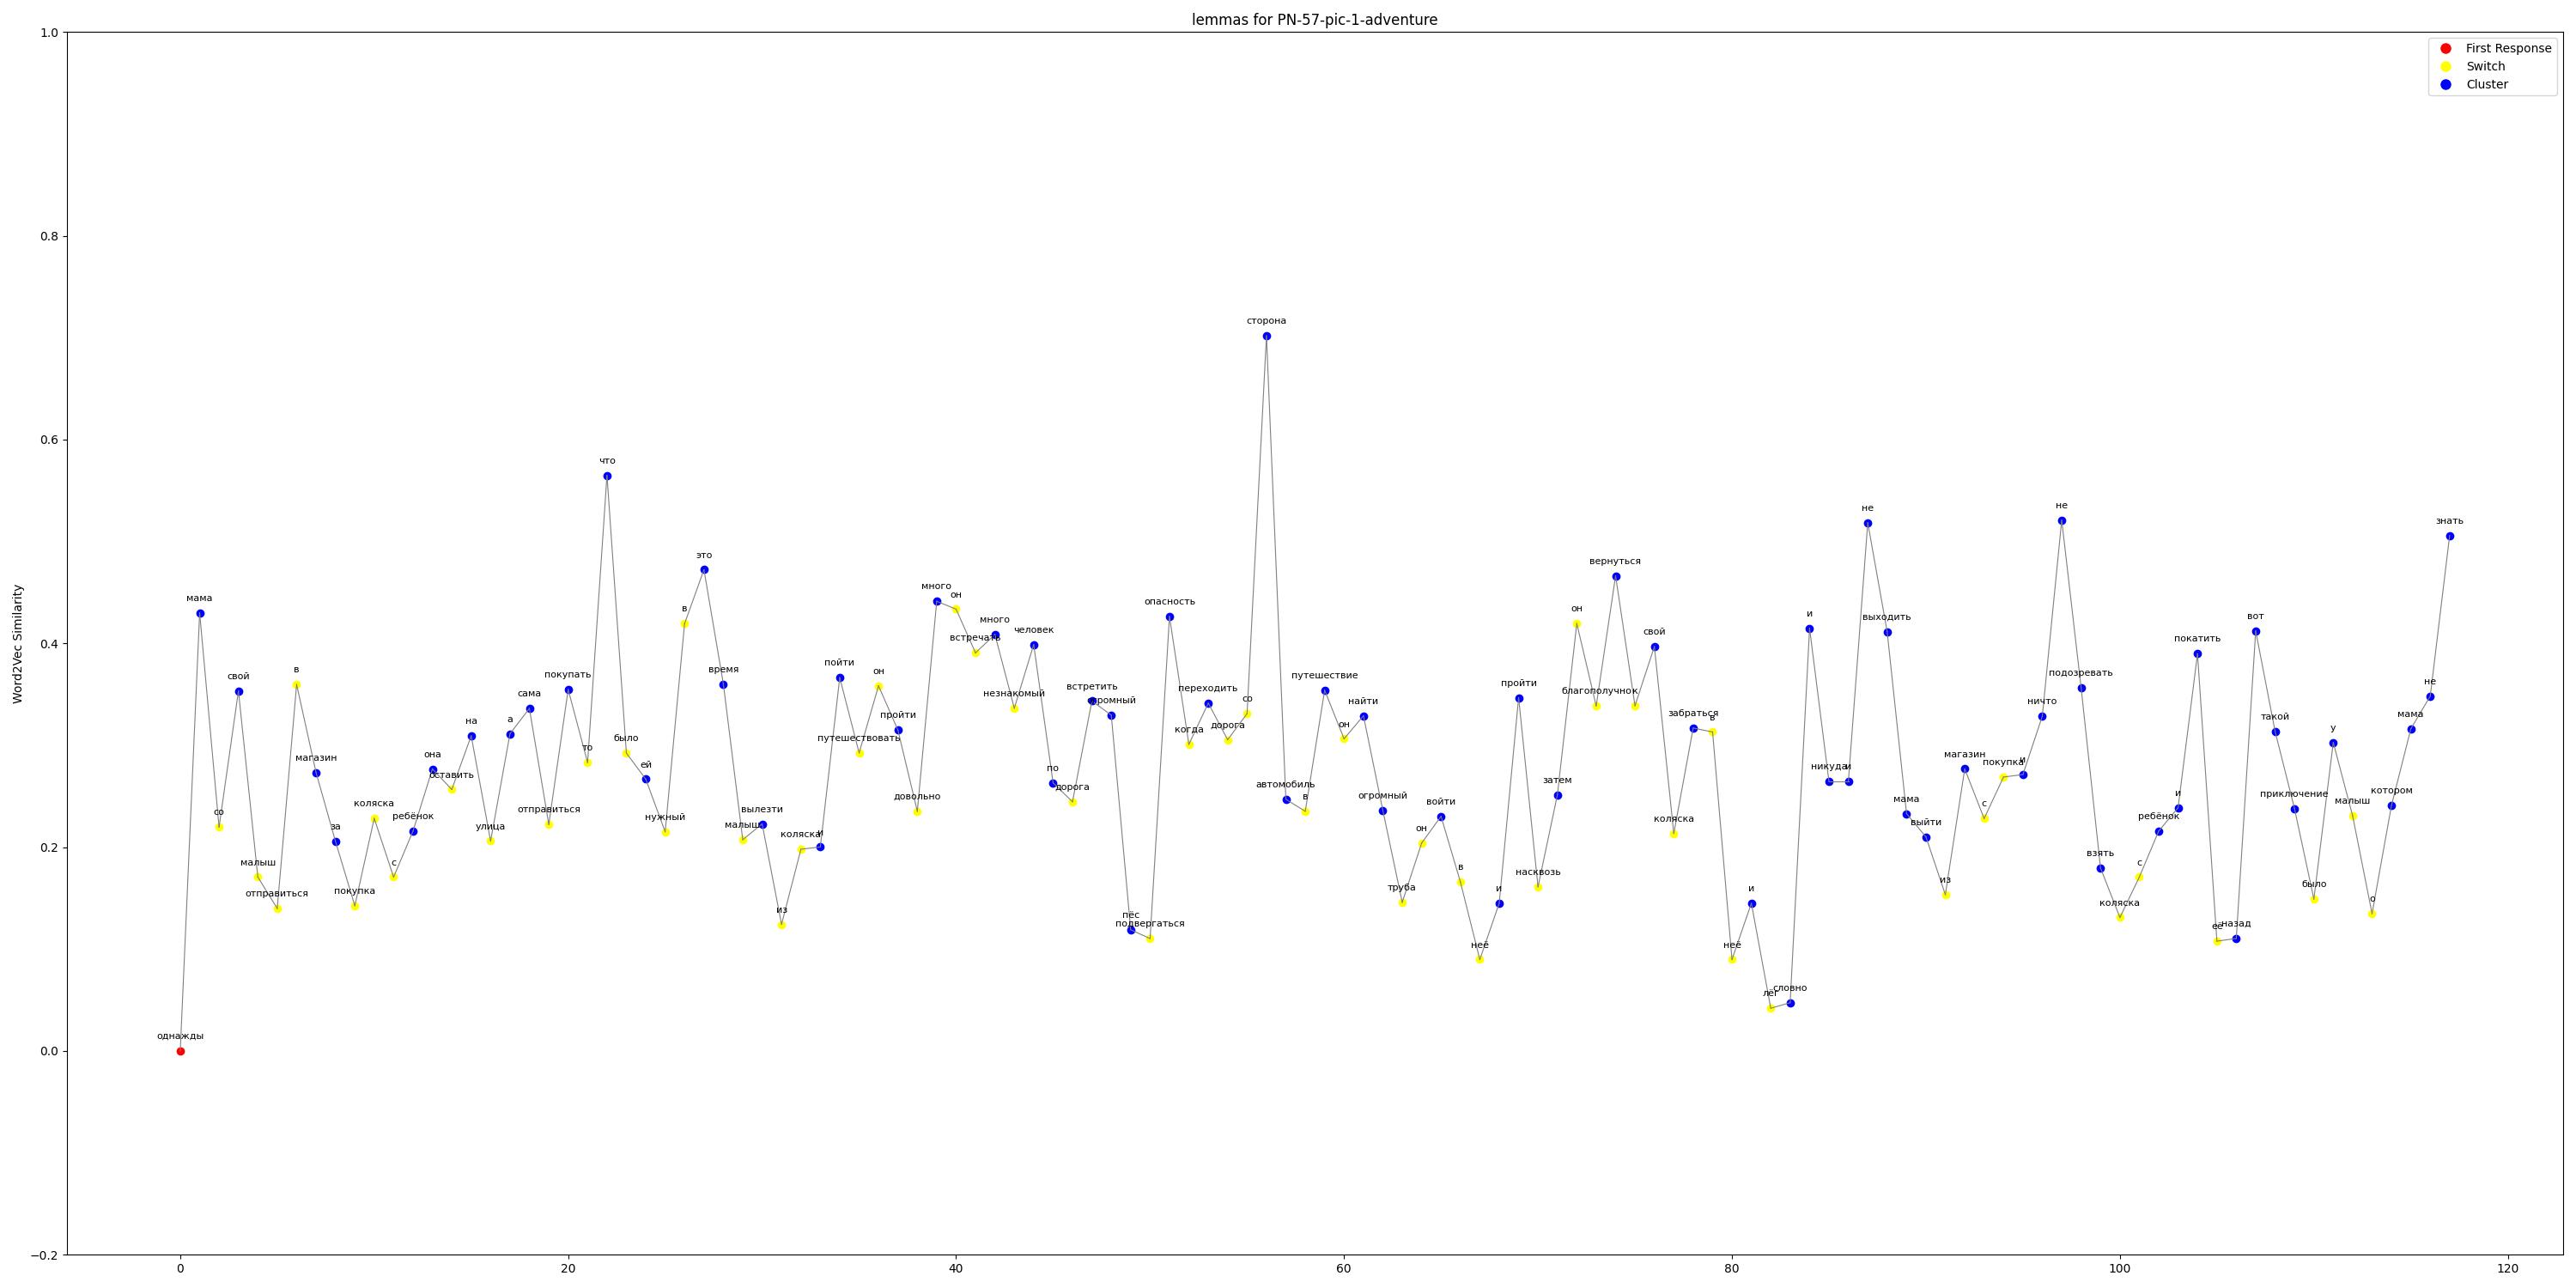 lemmas for PN-57-pic-1-adventure
First Response
Switch
Cluster
Word2Vec Similarity
1.0
0.8
0.6
0.4
0.2
0.0
−0.2
0
20
40
60
80
100
120
однажды
мама
со
свой
малыш
отправиться
в
магазин
за
покупка
коляска
с
ребёнок
она
оставить
на
улица
а
сама
отправиться
покупать
то
что
было
ей
нужный
в
это
время
малыш
вылезти
из
коляска
и
пойти
путешествовать
он
пройти
довольно
много
он
встречать
много
незнакомый
человек
по
дорога
встретить
огромный
пёс
подвергаться
опасность
когда
переходить
дорога
со
сторона
автомобиль
в
путешествие
он
найти
огромный
труба
он
войти
в
неё
и
пройти
насквозь
затем
он
благополучно
вернуться
к
свой
коляска
забраться
в
неё
и
лёг
словно
и
никуда
и
не
выходить
мама
выйти
из
магазин
с
покупка
и
ничто
не
подозревать
взять
коляска
с
ребёнок
и
покатить
её
назад
вот
такой
приключение
было
у
малыш
о
котором
мама
не
знать